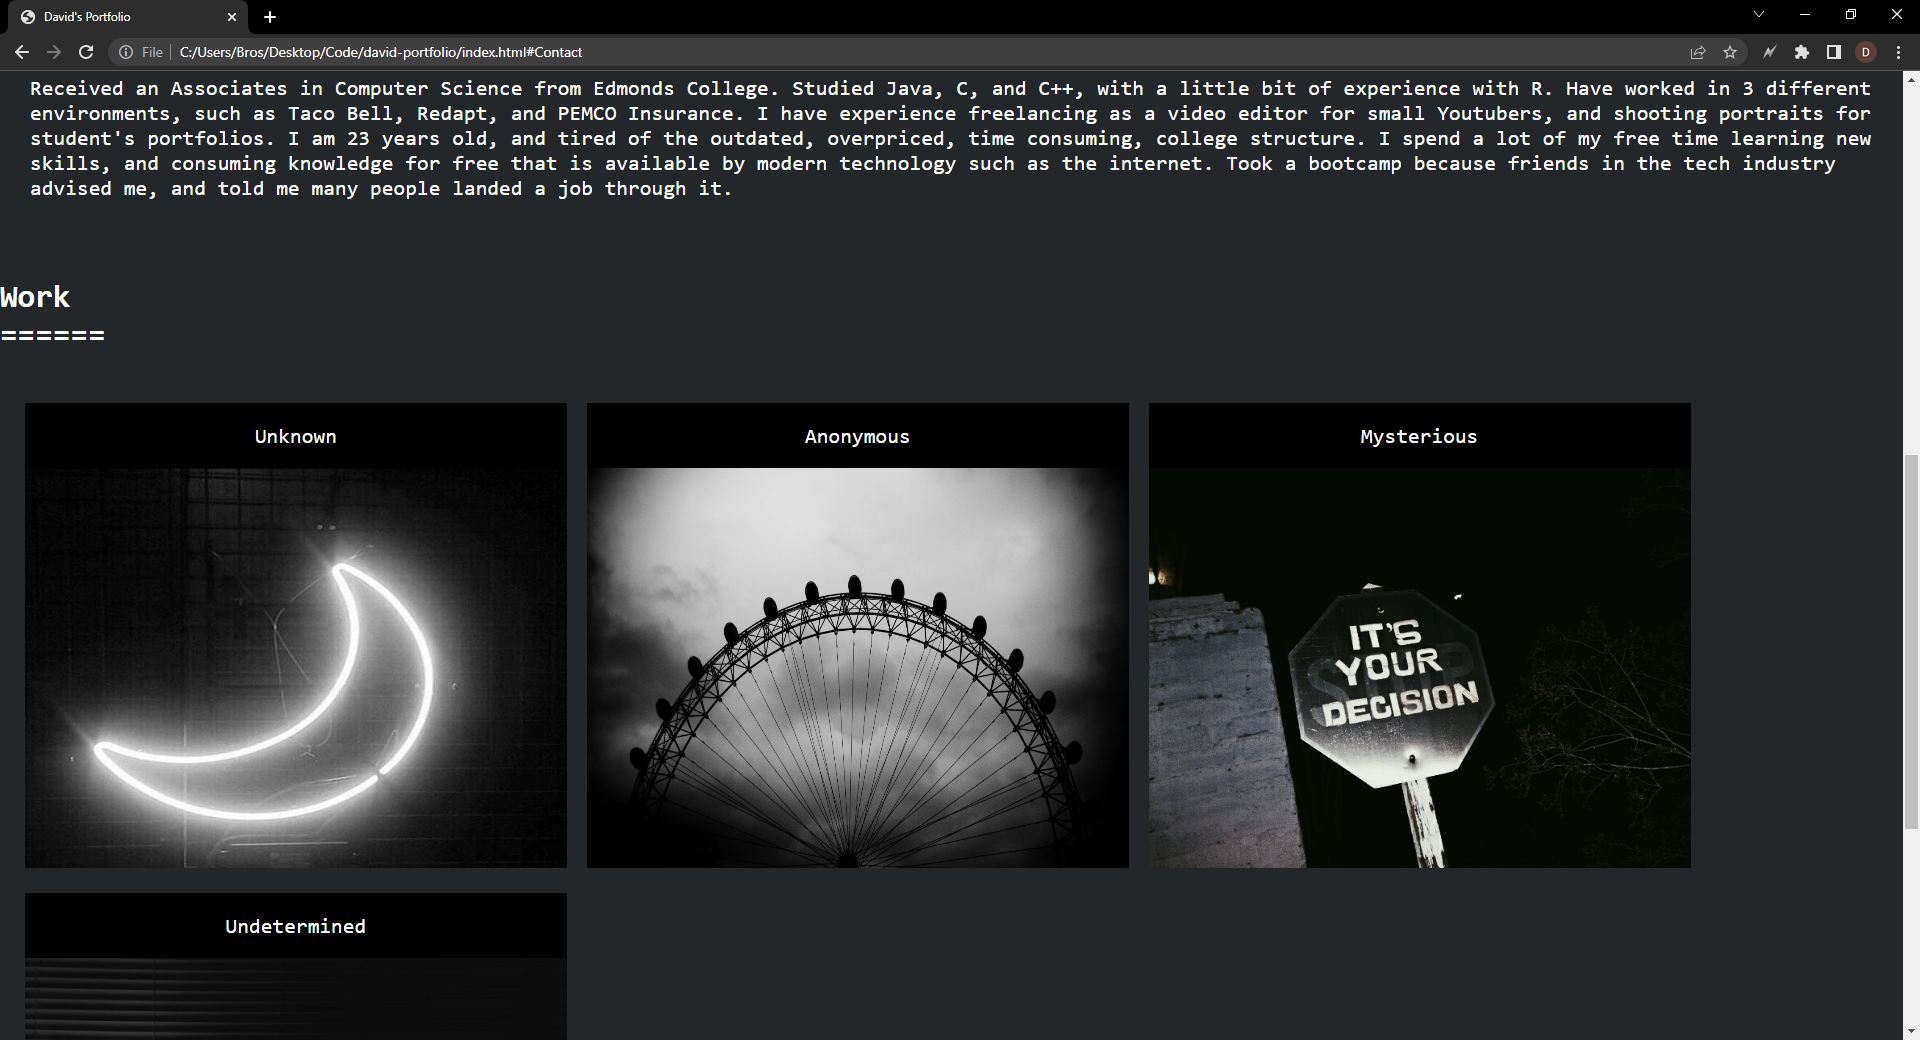 David's Portfolio
File | C:/Users/Bros/Desktop/Code/david-portfolio/index.html#Contact
D
Received an Associates in Computer Science from Edmonds College. Studied Java, C, and C++, with a little bit of experience with R. Have worked in 3 different
environments, such as Taco Bell, Redapt, and PEMCO Insurance. I have experience freelancing as a video editor for small Youtubers, and shooting portraits for
student's portfolios. I am 23 years old, and tired of the outdated, overpriced, time consuming, college structure. I spend a lot of my free time learning new
skills, and consuming knowledge for free that is available by modern technology such as the internet. Took a bootcamp because friends in the tech industry
advised me, and told me many people landed a job through it.
Work
======
Unknown
Anonymous
Mysterious
IT'S
YOUR
DECISION
Undetermined